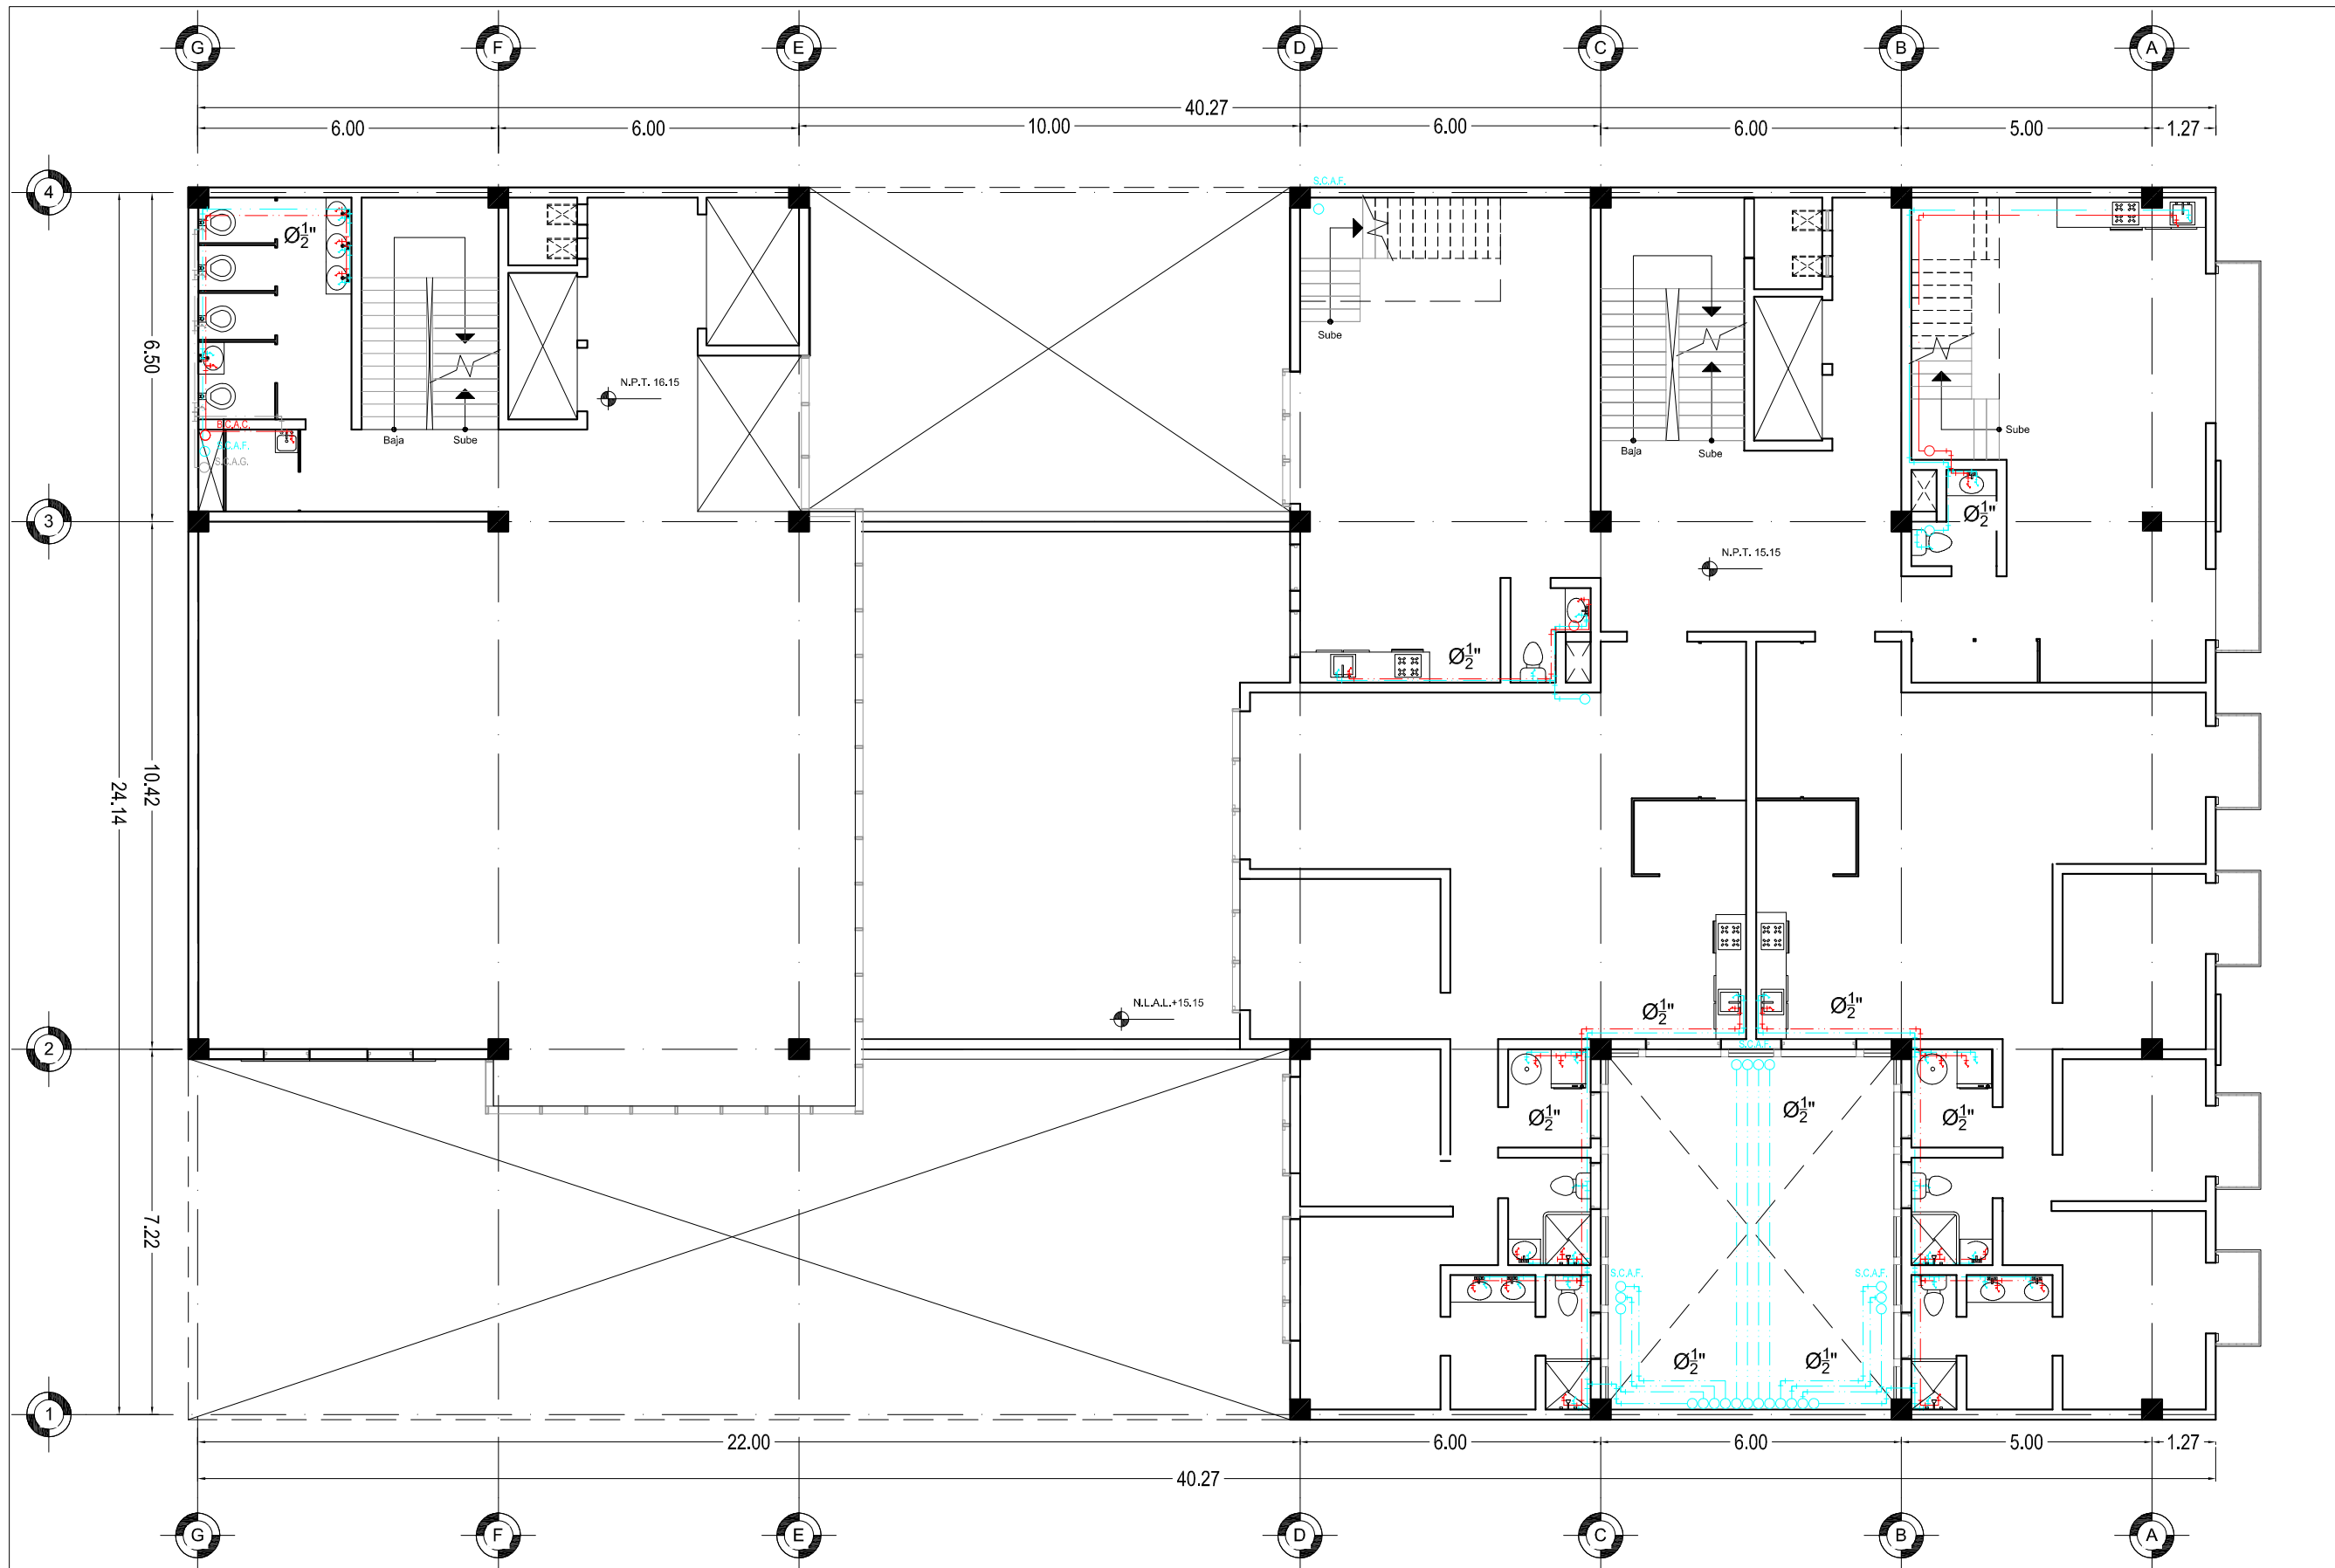 G F E D C B A
40.27
6.00 6.00 10.00 6.00 6.00 5.00 1.27
4
S.C.A.F.
Ø1/2"
6.50
Sube
N.P.T. 16.15
B.C.A.C.
S.C.A.F.
S.C.A.G.
Baja Sube
Baja Sube
Sube
3
Ø1/2"
N.P.T. 15.15
Ø1/2"
10.42
24.14
N.L.A.L.+15.15
Ø1/2" Ø1/2"
2
S.C.A.F.
Ø1/2" Ø1/2" Ø1/2"
7.22
S.C.A.F. S.C.A.F.
Ø1/2" Ø1/2"
1
22.00 6.00 6.00 5.00 1.27
40.27
G F E D C B A